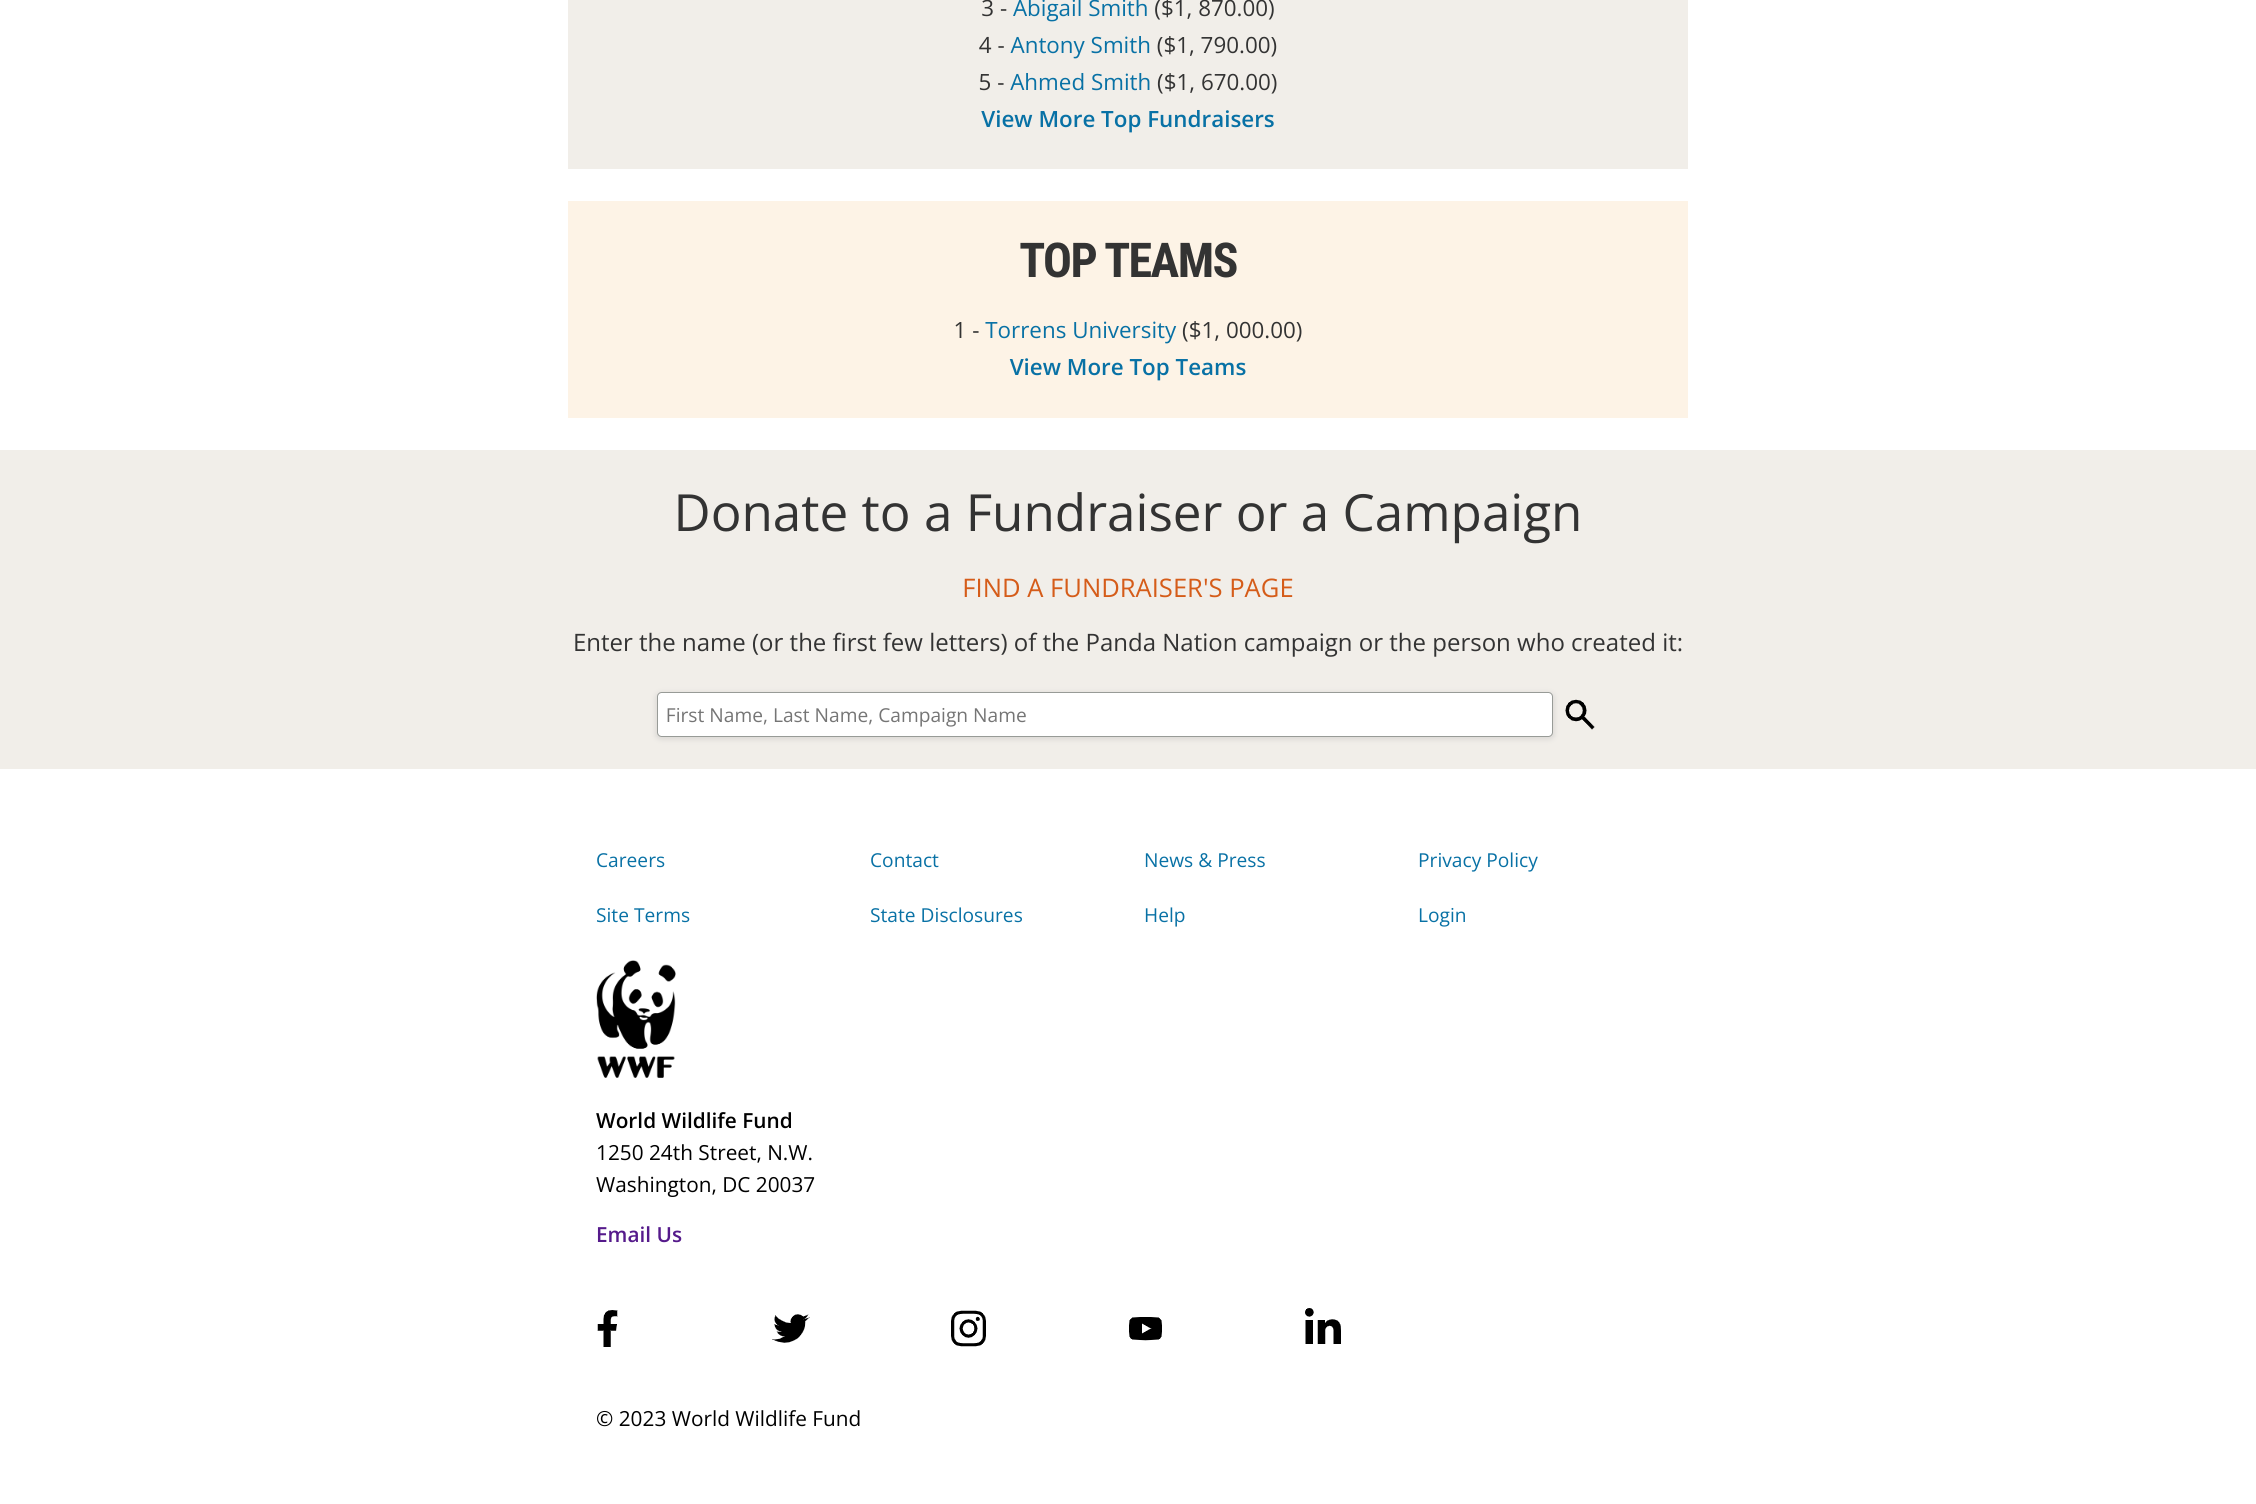 3 - Abigail Smith ($1, 870.00)
4 - Antony Smith ($1, 790.00)
5 - Ahmed Smith ($1, 670.00)
View More Top Fundraisers
TOP TEAMS
1 - Torrens University ($1, 000.00)
View More Top Teams
Donate to a Fundraiser or a Campaign
FIND A FUNDRAISER'S PAGE
Enter the name (or the first few letters) of the Panda Nation campaign or the person who created it:
First Name, Last Name, Campaign Name
Careers Contact News & Press Privacy Policy
Site Terms State Disclosures Help Login
WWF
World Wildlife Fund
1250 24th Street, N.W.
Washington, DC 20037
Email Us
© 2023 World Wildlife Fund